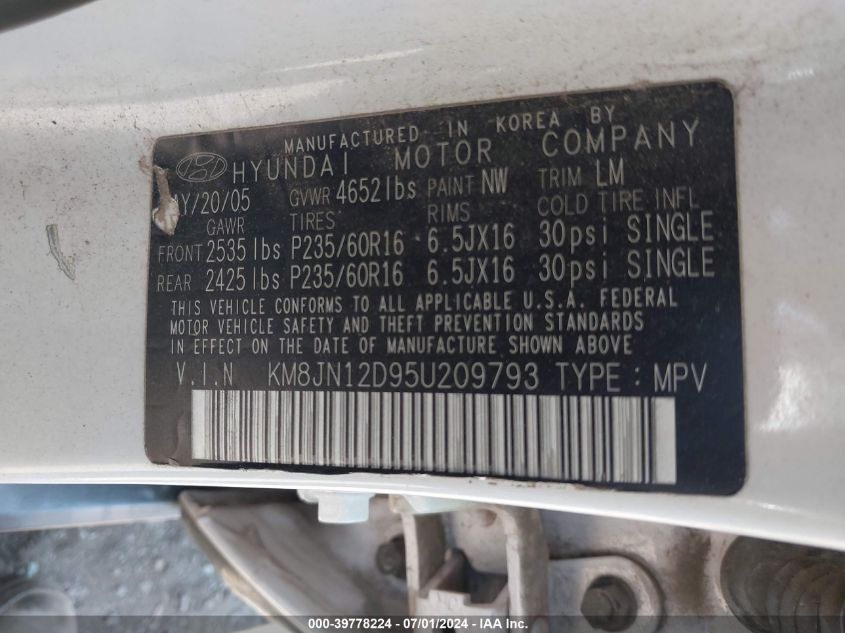 MANUFACTURED IN KOREA BY
HYUNDAI MOTOR COMPANY
AY/20/05 GVWR 4652lbs PAINT NW TRIM LM
GAWR TIRES RIMS COLD TIRE INFL
FRONT 2535lbs P235/60R16 6.5JX16 30psi SINGLE
REAR 2425lbs P235/60R16 6.5JX16 30psi SINGLE
THIS VEHICLE CONFORMS TO ALL APPLICABLE U.S.A. FEDERAL
MOTOR VEHICLE SAFETY AND THEFT PREVENTION STANDARDS
IN EFFECT ON THE DATE OF MANUFACTURE SHOWN ABOVE
V.I.N KM8JN12D95U209793 TYPE : MPV
000-39778224 - 07/01/2024 - IAA Inc.